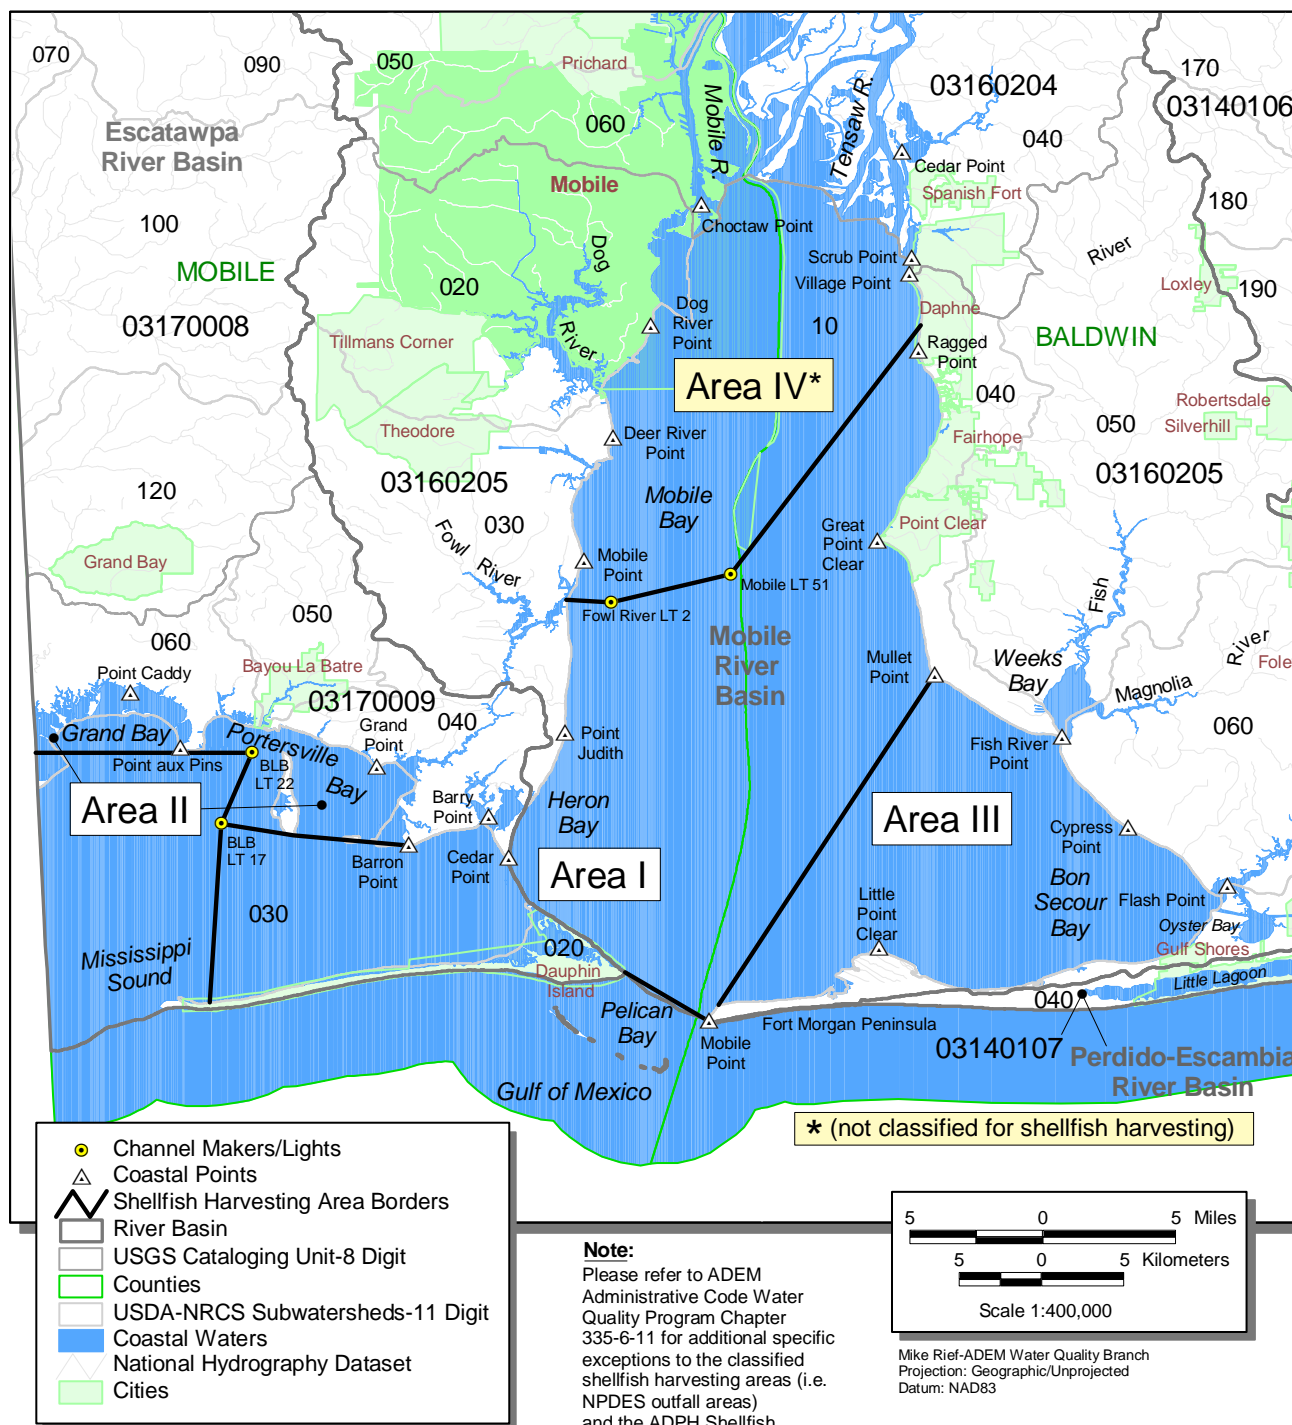 070
090
050
Prichard
060
Mobile R.
Tensaw R.
03160204
170
03140106
Escatawpa
River Basin
040
Cedar Point
Mobile
Spanish Fort
180
100
Choctaw Point
Dog
River
River
MOBILE
Scrub Point
Village Point
020
Loxley
190
03170008
Dog
River
Point
10
Daphne
BALDWIN
Tillmans Corner
Ragged
Point
Area IV*
040
Robertsdale
Silverhill
Theodore
Deer River
Point
Fairhope
050
03160205
03160205
120
Mobile
Bay
030
Great
Point
Clear
Point Clear
Fowl River
Grand Bay
Mobile
Point
Mobile LT 51
Fish
River
Fowl River LT 2
050
060
Mobile
River
Basin
Bayou La Batre
Mullet
Point
Weeks
Bay
Fole
Point Caddy
03170009
Magnolia
Grand
Point
040
060
Grand Bay
Portersville
Bay
Point
Judith
Fish River
Point
Point aux Pins
BLB
LT 22
Area II
Barry
Point
Heron
Bay
Area III
Cypress
Point
BLB
LT 17
Barron
Point
Cedar
Point
Area I
Bon
Secour
Bay
Flash Point
Little
Point
Clear
030
Oyster Bay
Mississippi
Sound
020
Gulf Shores
Dauphin
Island
Little Lagoon
040
Pelican
Bay
Fort Morgan Peninsula
Mobile
Point
03140107
Perdido-Escambia
River Basin
Gulf of Mexico
* (not classified for shellfish harvesting)
Channel Makers/Lights
Coastal Points
Shellfish Harvesting Area Borders
River Basin
USGS Cataloging Unit-8 Digit
Counties
USDA-NRCS Subwatersheds-11 Digit
Coastal Waters
National Hydrography Dataset
Cities
Note:
Please refer to ADEM
Administrative Code Water
Quality Program Chapter
335-6-11 for additional specific
exceptions to the classified
shellfish harvesting areas (i.e.
NPDES outfall areas)
and the ADPH Shellfish
5 0 5 Miles
5 0 5 Kilometers
Scale 1:400,000
Mike Rief-ADEM Water Quality Branch
Projection: Geographic/Unprojected
Datum: NAD83